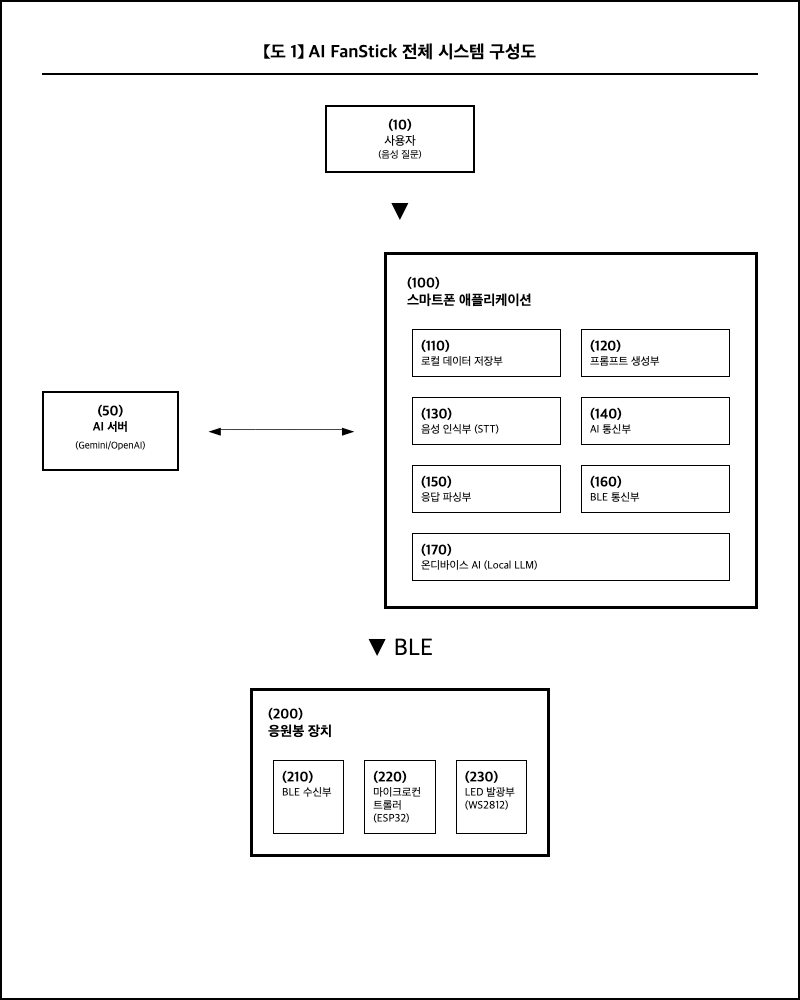 【도 1】 AI FanStick 전체 시스템 구성도
(10)
사용자
(음성 질문)
▼
(100)
스마트폰 애플리케이션
(110)
로컬 데이터 저장부
(120)
프롬프트 생성부
(50)
AI 서버
(Gemini/OpenAI)
(130)
음성 인식부 (STT)
(140)
AI 통신부
(150)
응답 파싱부
(160)
BLE 통신부
(170)
온디바이스 AI (Local LLM)
▼ BLE
(200)
응원봉 장치
(210)
BLE 수신부
(220)
마이크로컨
트롤러
(ESP32)
(230)
LED 발광부
(WS2812)